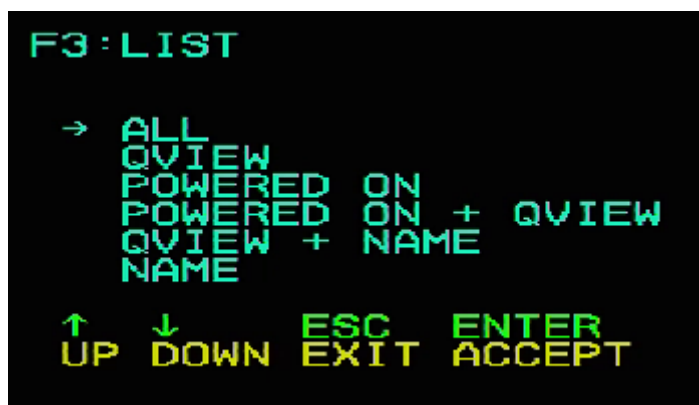 F3:LIST
→ ALL
QVIEW
POWERED ON
POWERED ON + QVIEW
QVIEW + NAME
NAME
↑ ↓ ESC ENTER
UP DOWN EXIT ACCEPT